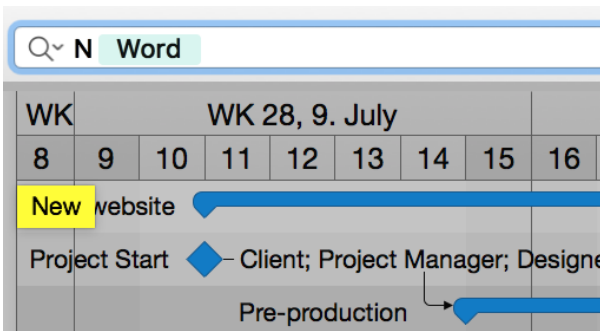 N Word
WK WK 28, 9. July
8 9 10 11 12 13 14 15 16
New website
Project Start Client; Project Manager; Designe
Pre-production